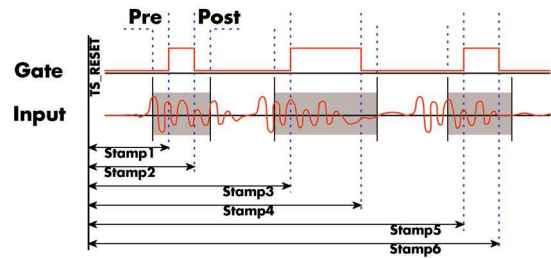 Pre Post
Gate
TS_RESET
Input
Stamp1
Stamp2
Stamp3
Stamp4
Stamp5
Stamp6